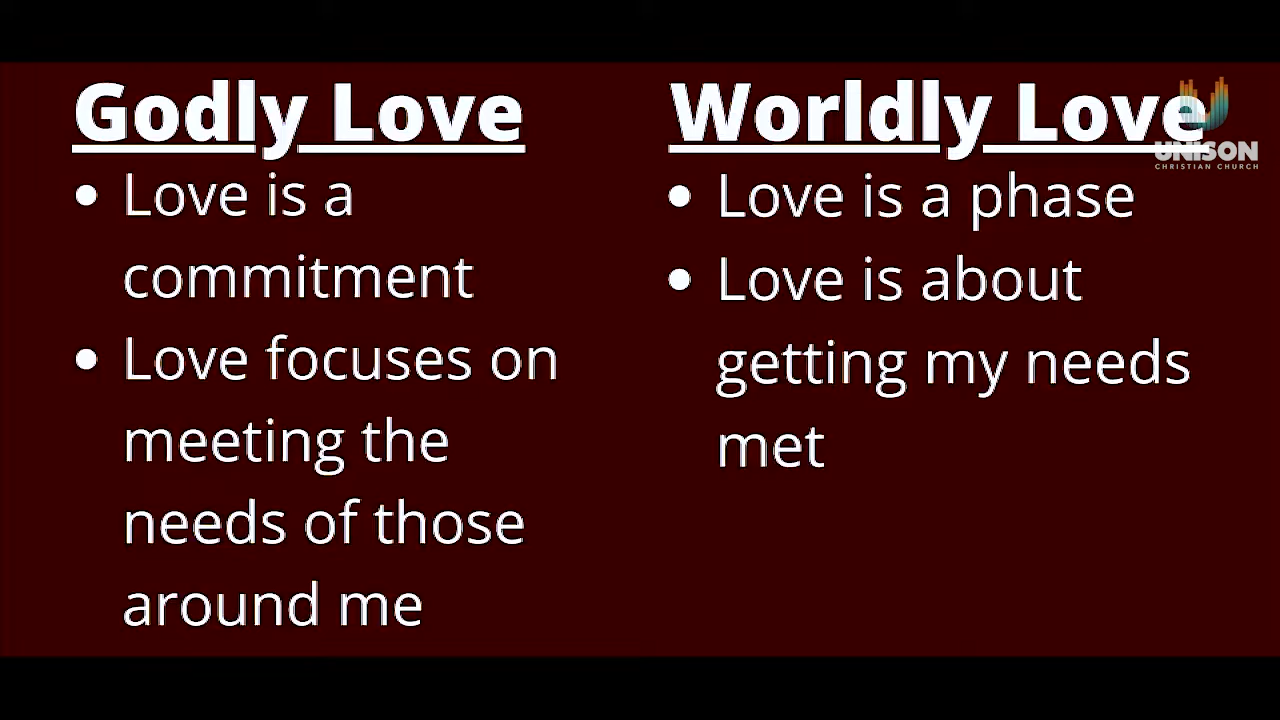 Godly Love
• Love is a
commitment
• Love focuses on
meeting the
needs of those
around me
Worldly Love
• Love is a phase
• Love is about
getting my needs
met
UNISON
CHRISTIAN CHURCH